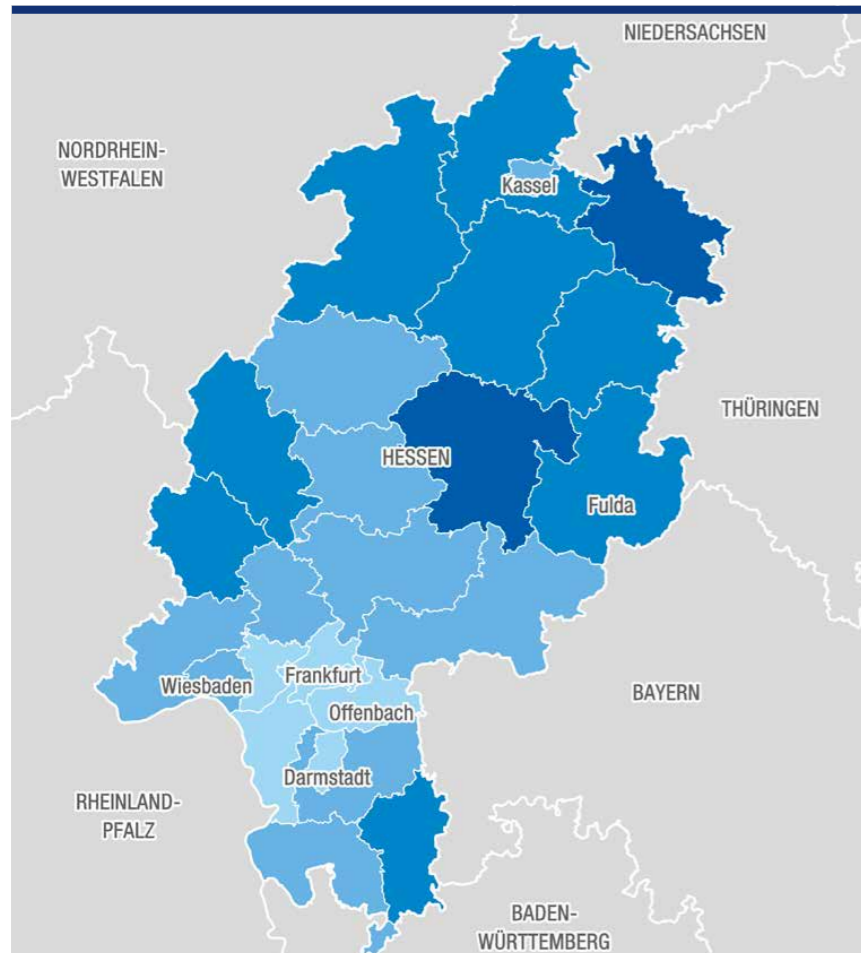 NIEDERSACHSEN
NORDRHEIN-
WESTFALEN
Kassel
THÜRINGEN
HESSEN
Fulda
Wiesbaden
Frankfurt
BAYERN
Offenbach
Darmstadt
RHEINLAND-
PFALZ
BADEN-
WÜRTTEMBERG